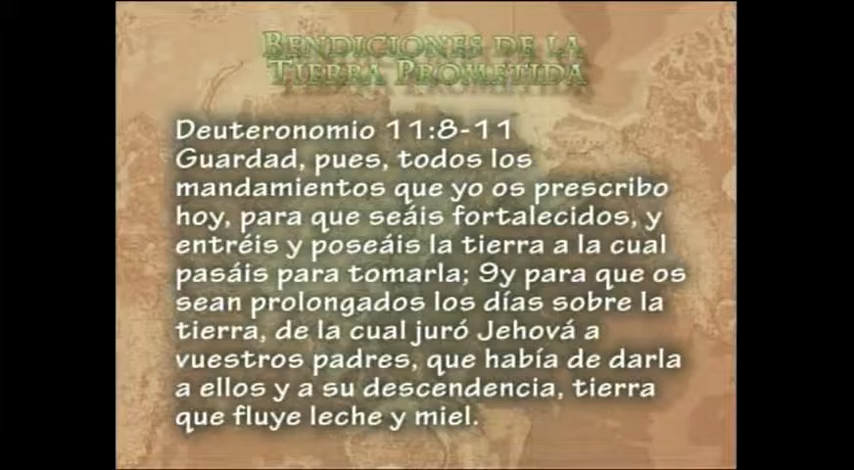 BENDICIONES DE LA
TIERRA PROMETIDA
Deuteronomio 11:8-11
Guardad, pues, todos los
mandamientos que yo os prescribo
hoy, para que seáis fortalecidos, y
entréis y poseáis la tierra a la cual
pasáis para tomarla; 9y para que os
sean prolongados los días sobre la
tierra, de la cual juró Jehová a
vuestros padres, que había de darla
a ellos y a su descendencia, tierra
que fluye leche y miel.